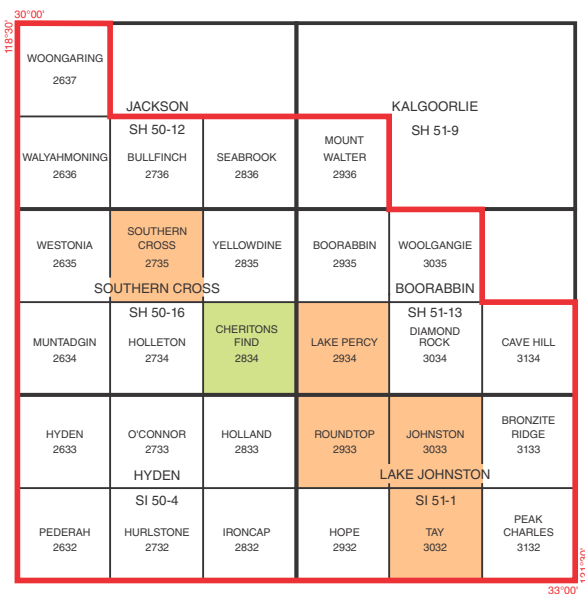 30°00'
118°30'
WOONGARING
2637
JACKSON
KALGOORLIE
SH 50-12
SH 51-9
WALYAHMONING
2636
BULLFINCH
2736
SEABROOK
2836
MOUNT
WALTER
2936
WESTONIA
2635
SOUTHERN
CROSS
2735
YELLOWDINE
2835
BOORABBIN
2935
WOOLGANGIE
3035
SOUTHERN CROSS
BOORABBIN
SH 50-16
SH 51-13
MUNTADGIN
2634
HOLLETON
2734
CHERITONS
FIND
2834
LAKE PERCY
2934
DIAMOND
ROCK
3034
CAVE HILL
3134
HYDEN
2633
O'CONNER
2733
HOLLAND
2833
ROUNDTOP
2933
JOHNSTON
3033
BRONZITE
RIDGE
3133
HYDEN
LAKE JOHNSTON
SI 50-4
SI 51-1
PEDERAH
2632
HURLSTONE
2732
IRONCAP
2832
HOPE
2932
TAY
3032
PEAK
CHARLES
3132
121°30'
33°00'